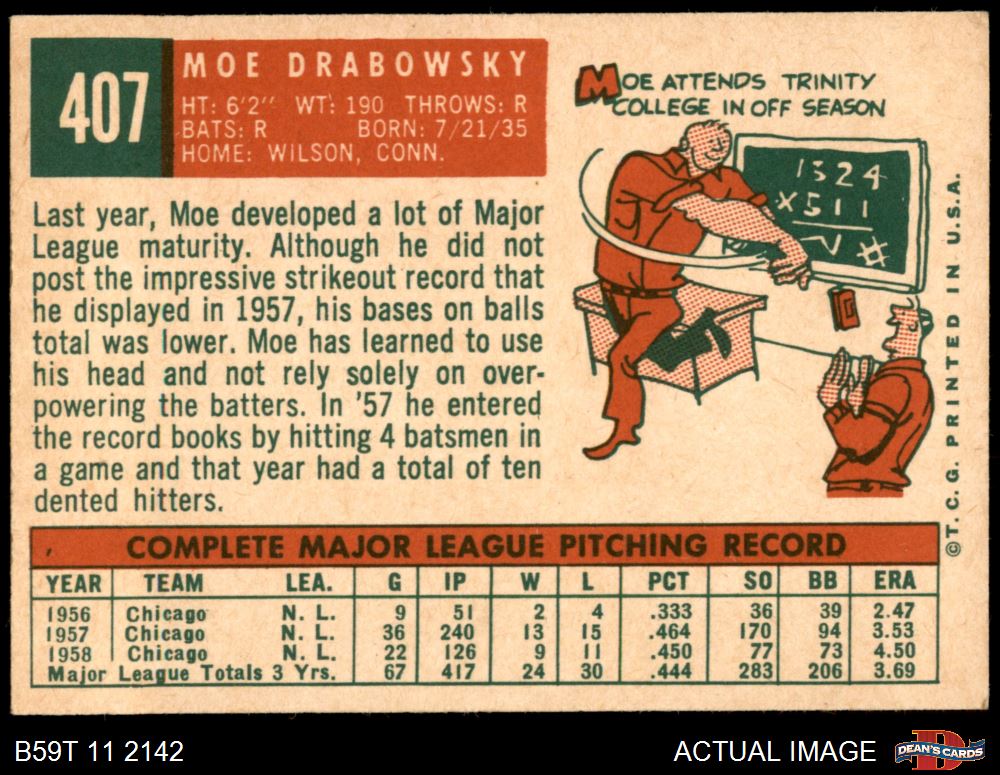 407
MOE DRABOWSKY
HT: 6'2" WT: 190 THROWS: R
BATS: R BORN: 7/21/35
HOME: WILSON, CONN.
MOE ATTENDS TRINITY
COLLEGE IN OFF SEASON
1324
x511
#
Last year, Moe developed a lot of Major
League maturity. Although he did not
post the impressive strikeout record that
he displayed in 1957, his bases on balls
total was lower. Moe has learned to use
his head and not rely solely on over-
powering the batters. In '57 he entered
the record books by hitting 4 batsmen in
a game and that year had a total of ten
dented hitters.
© T. C. G. PRINTED IN U.S.A.
COMPLETE MAJOR LEAGUE PITCHING RECORD
YEAR TEAM LEA. G IP W L PCT SO BB ERA
1956 Chicago N. L. 9 51 2 4 .333 36 39 2.47
1957 Chicago N. L. 36 240 13 15 .464 170 94 3.53
1958 Chicago N. L. 22 126 9 11 .450 77 73 4.50
Major League Totals 3 Yrs. 67 417 24 30 .444 283 206 3.69
B59T 11 2142
ACTUAL IMAGE
DEAN'S CARDS